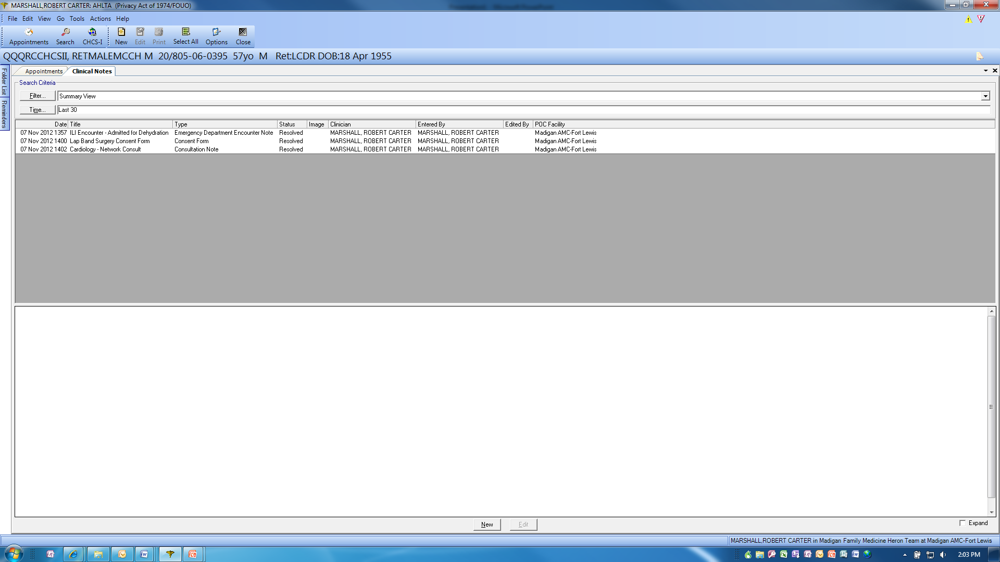 MARSHALL,ROBERT CARTER: AHLTA (Privacy Act of 1974/FOUO)
File Edit View Go Tools Actions Help
Appointments Search CHCS-I New Edit Print Select All Options Close
QQQRCCHCSII, RETMALEMCCH M 20/805-06-0395 57yo M Ret:LCDR DOB:18 Apr 1955
Folder List
Reminders
Appointments Clinical Notes
Search Criteria
Filter... Summary View
Time... Last 30
Date Title Type Status Image Clinician Entered By Edited By POC Facility
07 Nov 2012 1357 ILI Encounter - Admitted for Dehydration Emergency Department Encounter Note Resolved MARSHALL, ROBERT CARTER MARSHALL, ROBERT CARTER Madigan AMC-Fort Lewis
07 Nov 2012 1400 Lap Band Surgery Consent Form Consent Form Resolved MARSHALL, ROBERT CARTER MARSHALL, ROBERT CARTER Madigan AMC-Fort Lewis
07 Nov 2012 1402 Cardiology - Network Consult Consultation Note Resolved MARSHALL, ROBERT CARTER MARSHALL, ROBERT CARTER Madigan AMC-Fort Lewis
New Edit Expand
MARSHALL,ROBERT CARTER in Madigan Family Medicine Heron Team at Madigan AMC-Fort Lewis
2:03 PM